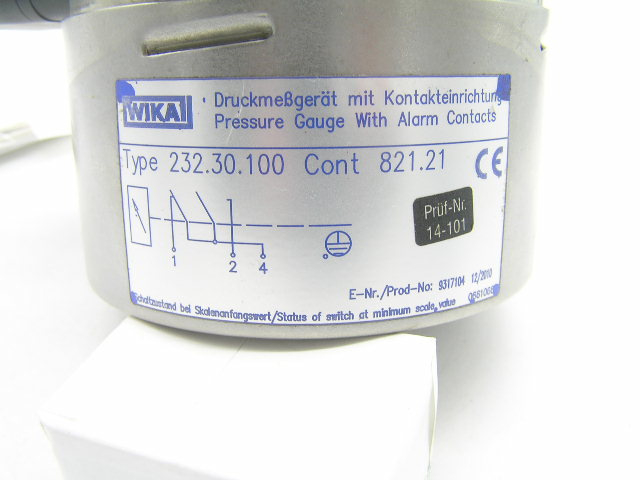 WIKA
Druckmeßgerät mit Kontakteinrichtung
Pressure Gauge With Alarm Contacts
Type 232.30.100 Cont 821.21 CE
Prüf-Nr.
14-101
1 2 4
E-Nr./Prod-No: 9317104 12/2010
bei Skalenanfangswert/Status of switch at minimum scale value